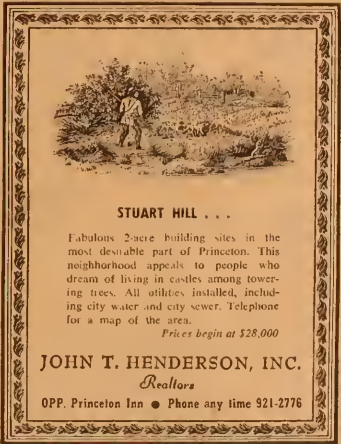 STUART HILL . . .
Fabulous 2-acre building sites in the
most desirable part of Princeton. This
neighborhood appeals to people who
dream of living in castles among tower-
ing trees. All utilities installed, includ-
ing city water and city sewer. Telephone
for a map of the area.
Prices begin at $28,000
JOHN T. HENDERSON, INC.
Realtors
OPP. Princeton Inn ● Phone any time 921-2776